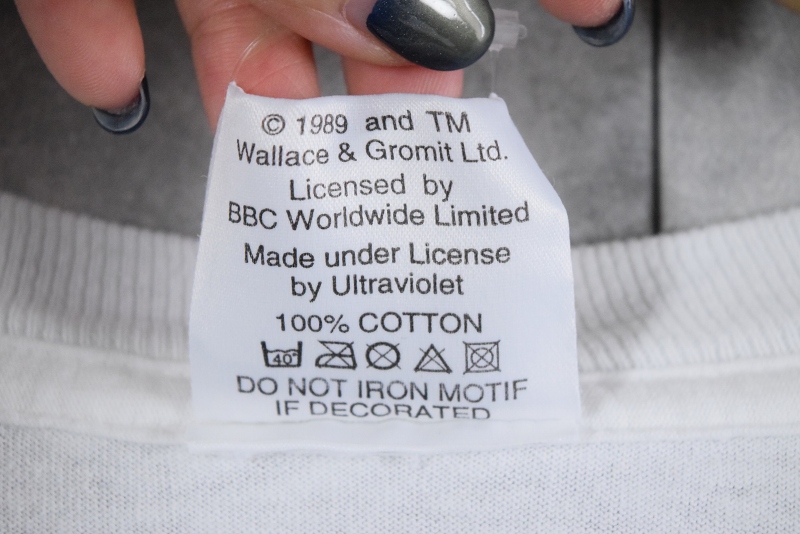 © 1989 and TM
Wallace & Gromit Ltd.
Licensed by
BBC Worldwide Limited
Made under License
by Ultraviolet
100% COTTON
40°
DO NOT IRON MOTIF
IF DECORATED